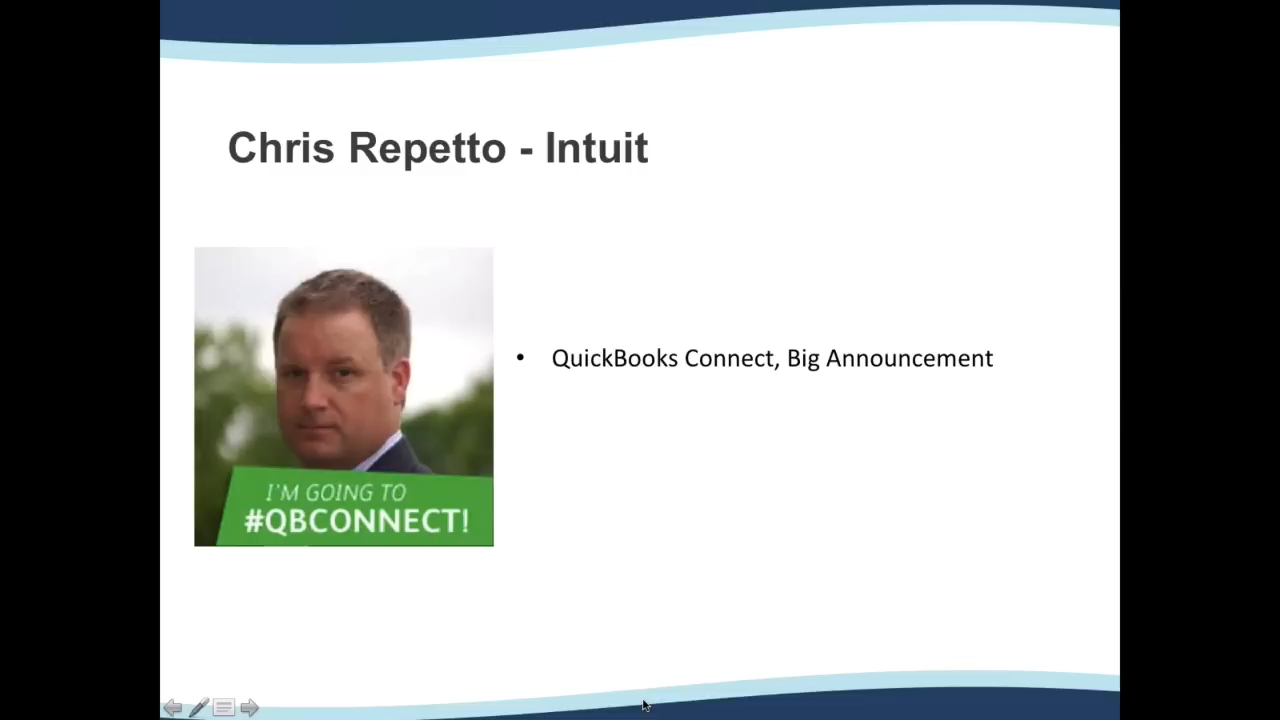 Chris Repetto - Intuit
• QuickBooks Connect, Big Announcement
I'M GOING TO
#QBCONNECT!